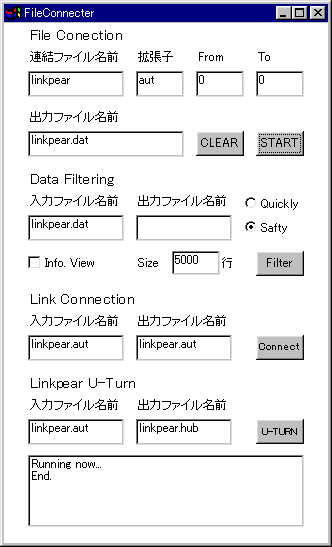 FileConnecter
File Conection
連結ファイル名前 拡張子 From To
linkpear aut 0 0
出力ファイル名前
linkpear.dat CLEAR START
Data Filtering
入力ファイル名前 出力ファイル名前 Quickly
linkpear.dat Safty
Info. View Size 5000 行 Filter
Link Connection
入力ファイル名前 出力ファイル名前
linkpear.aut linkpear.aut Connect
Linkpear U-Turn
入力ファイル名前 出力ファイル名前
linkpear.aut linkpear.hub U-TURN
Running now...
End.